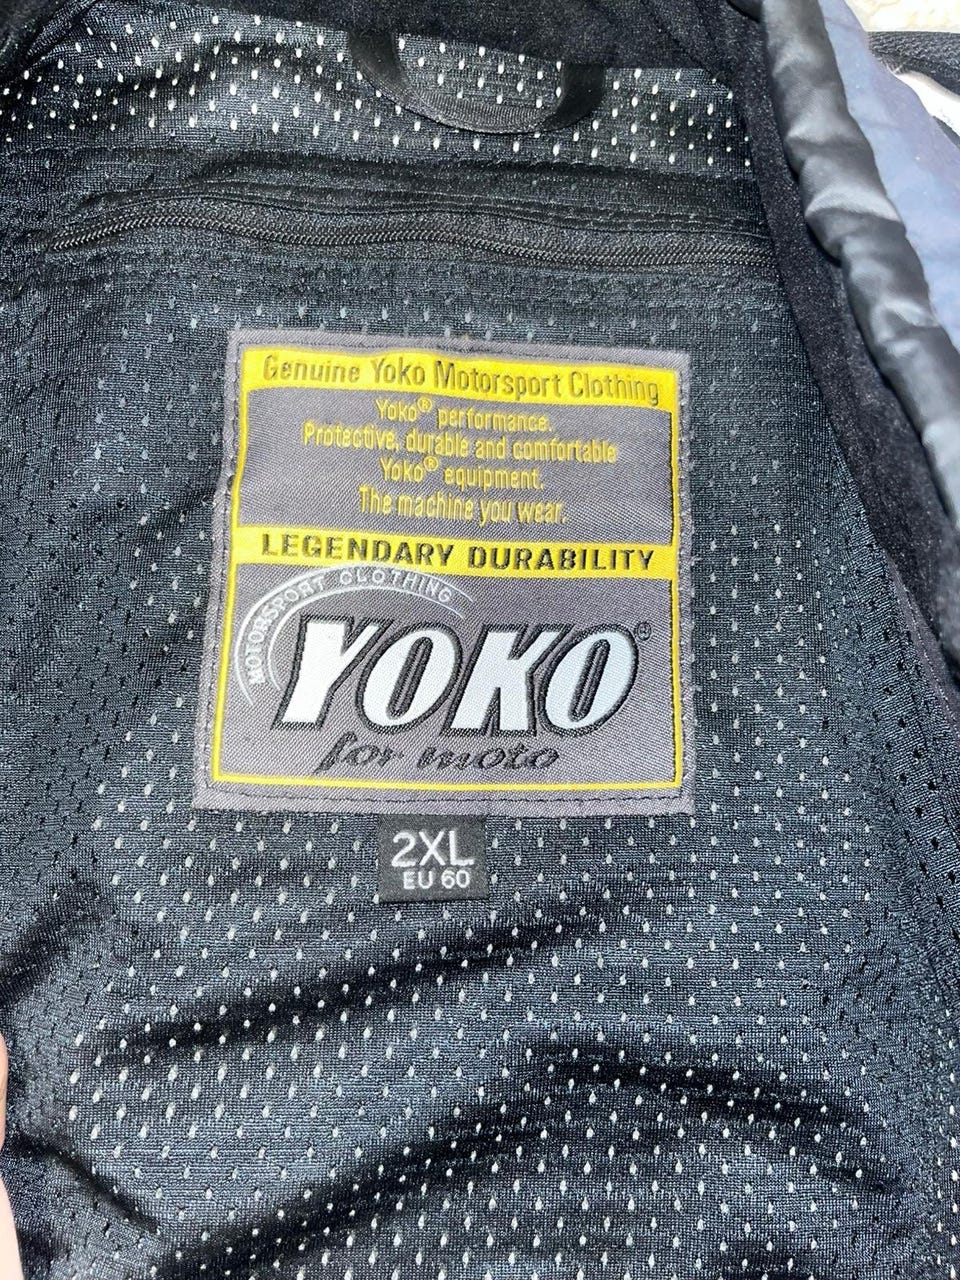 Genuine Yoko Motorsport Clothing
Yoko® performance.
Protective, durable and comfortable
Yoko® equipment.
The machine you wear.
LEGENDARY DURABILITY
MOTORSPORT CLOTHING
YOKO®
for moto
2XL
EU 60